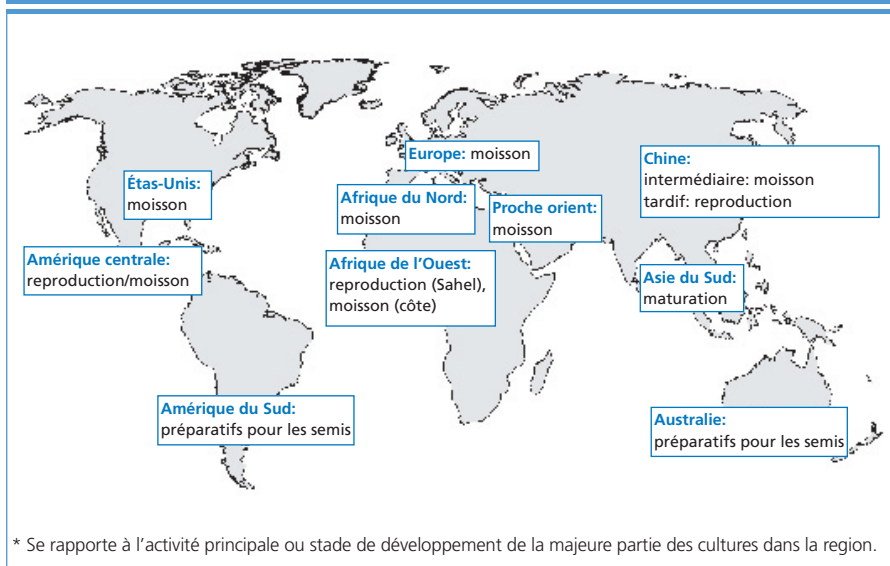 Europe: moisson
Chine:
intermédiaire: moisson
tardif: reproduction
Étas-Unis:
moisson
Afrique du Nord:
moisson
Proche orient:
moisson
Amérique centrale:
reproduction/moisson
Afrique de l’Ouest:
reproduction (Sahel),
moisson (côte)
Asie du Sud:
maturation
Amérique du Sud:
préparatifs pour les semis
Australie:
préparatifs pour les semis
* Se rapporte à l’activité principale ou stade de développement de la majeure partie des cultures dans la region.